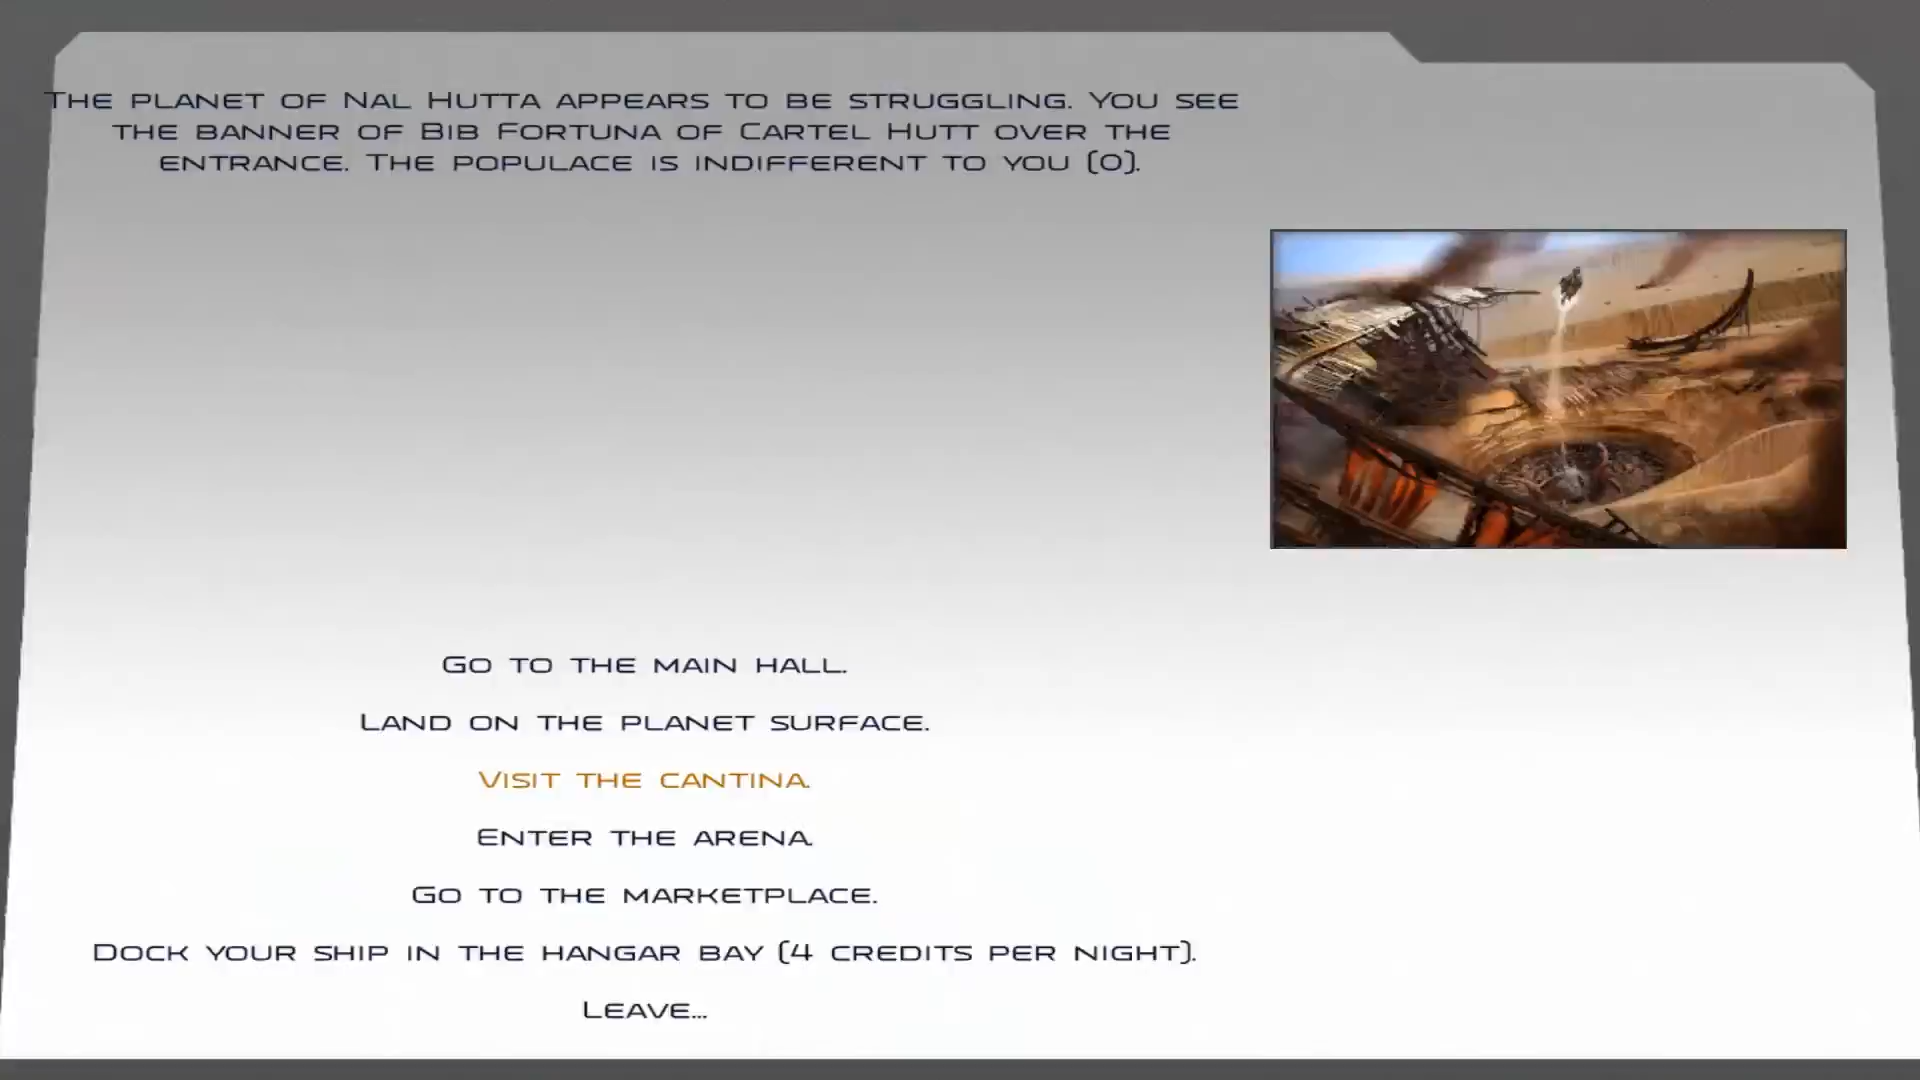 The planet of Nal Hutta appears to be struggling. You see
the banner of Bib Fortuna of Cartel Hutt over the
entrance. The populace is indifferent to you (0).
Go to the main hall.
Land on the planet surface.
Visit the cantina.
Enter the arena.
Go to the marketplace.
Dock your ship in the hangar bay (4 credits per night).
Leave...